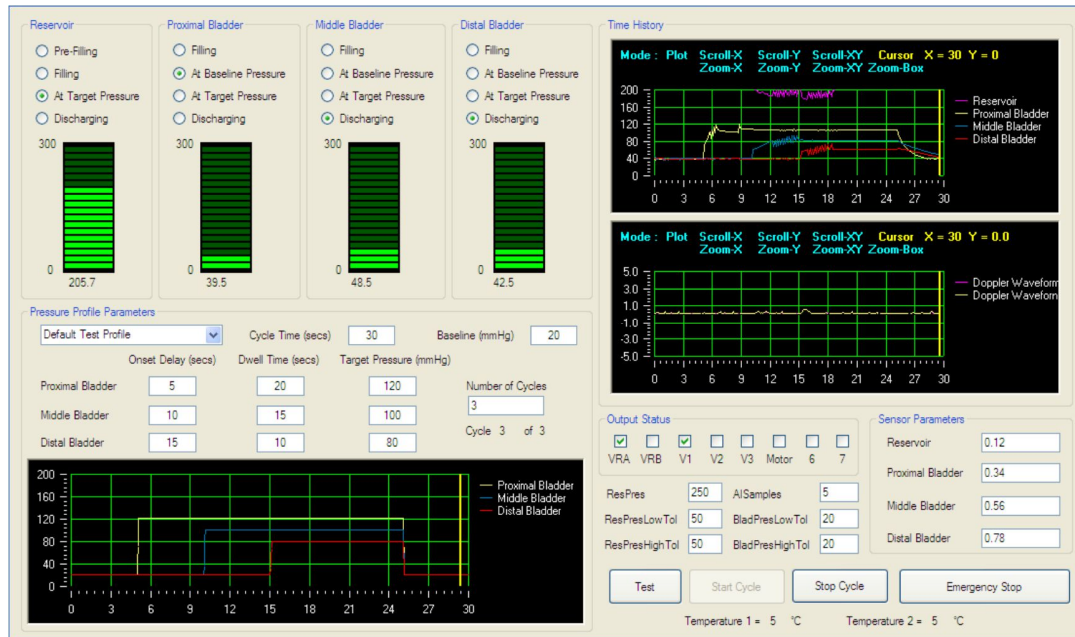 Reservoir
Pre-Filling
Filling
At Target Pressure
Discharging
300
0
205.7
Proximal Bladder
Filling
At Baseline Pressure
At Target Pressure
Discharging
300
0
39.5
Middle Bladder
Filling
At Baseline Pressure
At Target Pressure
Discharging
300
0
48.5
Distal Bladder
Filling
At Baseline Pressure
At Target Pressure
Discharging
300
0
42.5
Time History
Mode : Plot Scroll-X Scroll-Y Scroll-XY Cursor X = 30 Y = 0
Zoom-X Zoom-Y Zoom-XY Zoom-Box
200
160
120
80
40
0
0 3 6 9 12 15 18 21 24 27 30
Reservoir
Proximal Bladder
Middle Bladder
Distal Bladder
Mode : Plot Scroll-X Scroll-Y Scroll-XY Cursor X = 30 Y = 0.0
Zoom-X Zoom-Y Zoom-XY Zoom-Box
5.0
3.0
1.0
-1.0
-3.0
-5.0
0 3 6 9 12 15 18 21 24 27 30
Doppler Waveform
Doppler Waveform
Pressure Profile Parameters
Default Test Profile Cycle Time (secs) 30 Baseline (mmHg) 20
Onset Delay (secs) Dwell Time (secs) Target Pressure (mmHg)
Proximal Bladder 5 20 120
Middle Bladder 10 15 100
Distal Bladder 15 10 80
Number of Cycles
3
Cycle 3 of 3
200
160
120
80
40
0
0 3 6 9 12 15 18 21 24 27 30
Proximal Bladder
Middle Bladder
Distal Bladder
Output Status
VRA VRB V1 V2 V3 Motor 6 7
ResPres 250 AISamples 5
ResPresLowTol 50 BladPresLowTol 20
ResPresHighTol 50 BladPresHighTol 20
Sensor Parameters
Reservoir 0.12
Proximal Bladder 0.34
Middle Bladder 0.56
Distal Bladder 0.78
Test Start Cycle Stop Cycle Emergency Stop
Temperature 1 = 5 °C Temperature 2 = 5 °C